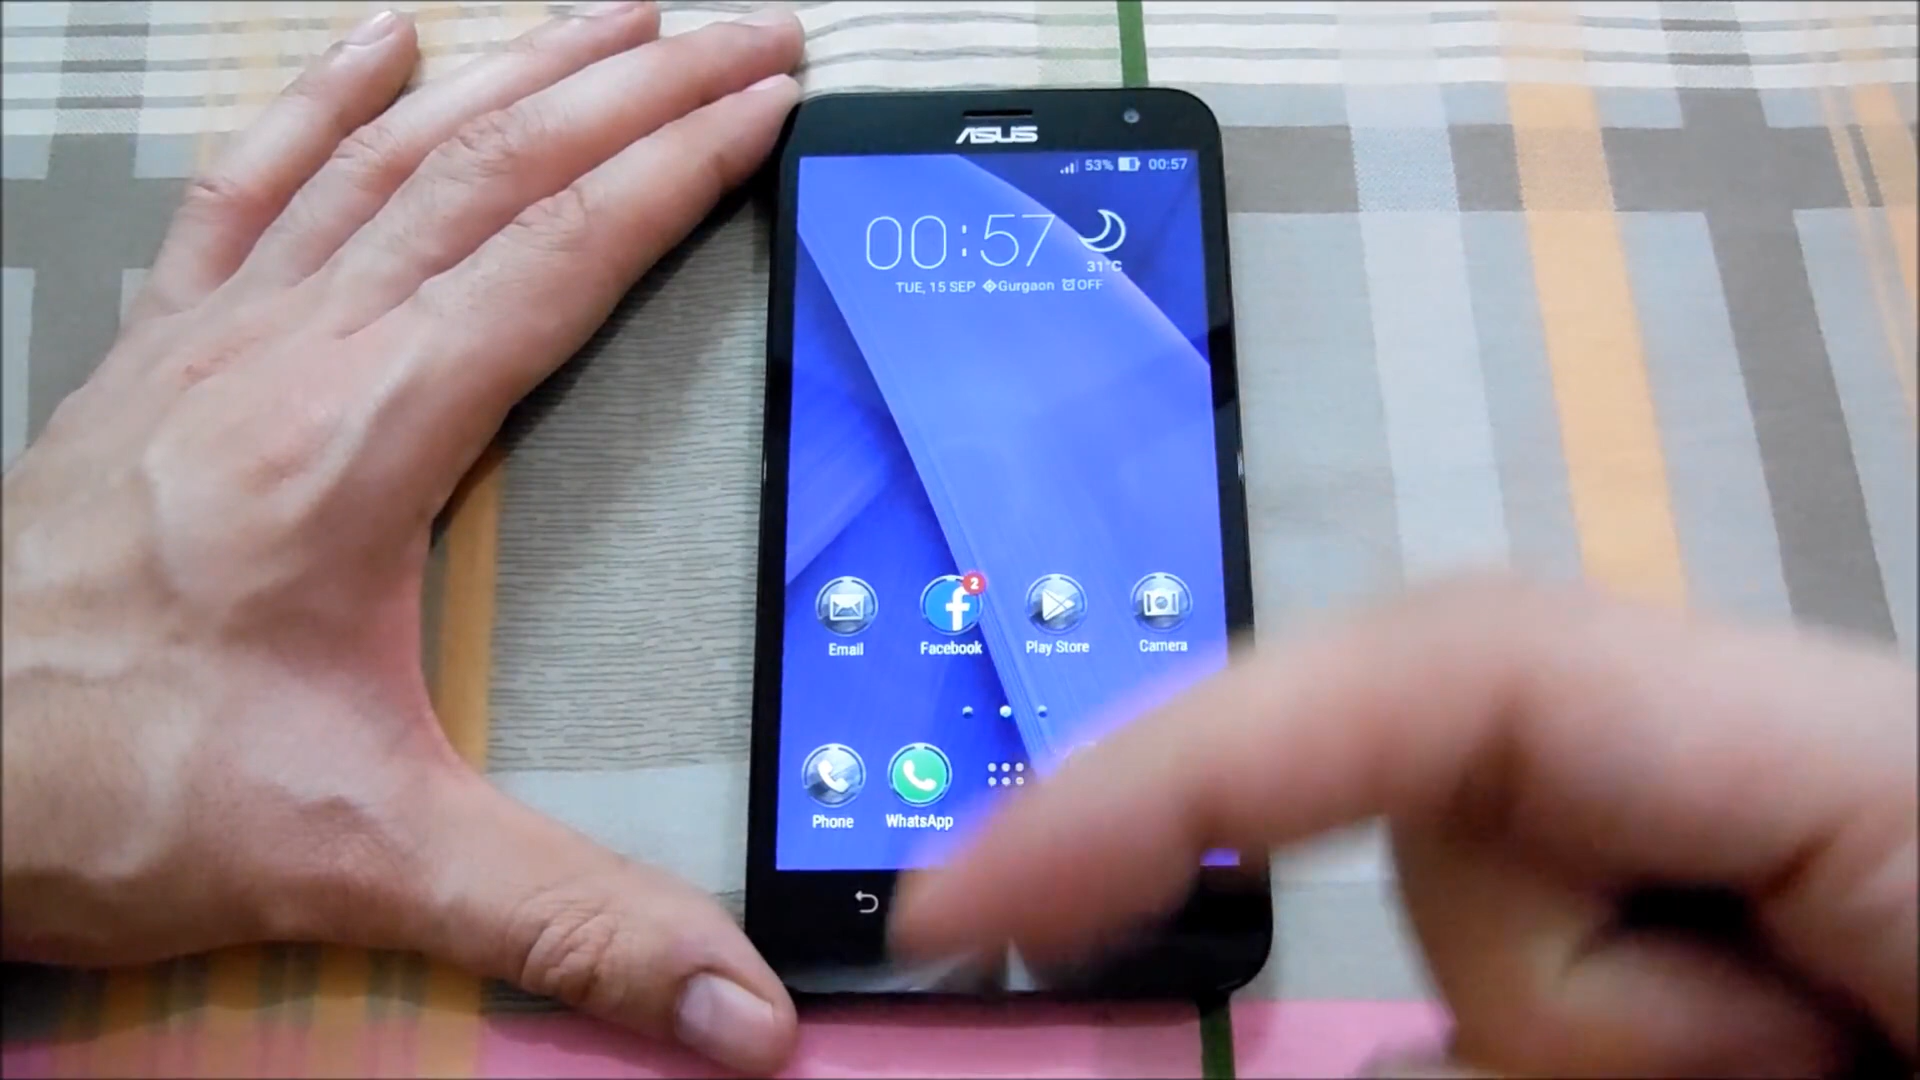 ASUS
53% 00:57
00:57
31°C
TUE, 15 SEP Gurgaon OFF
2
Email Facebook Play Store Camera
Phone WhatsApp